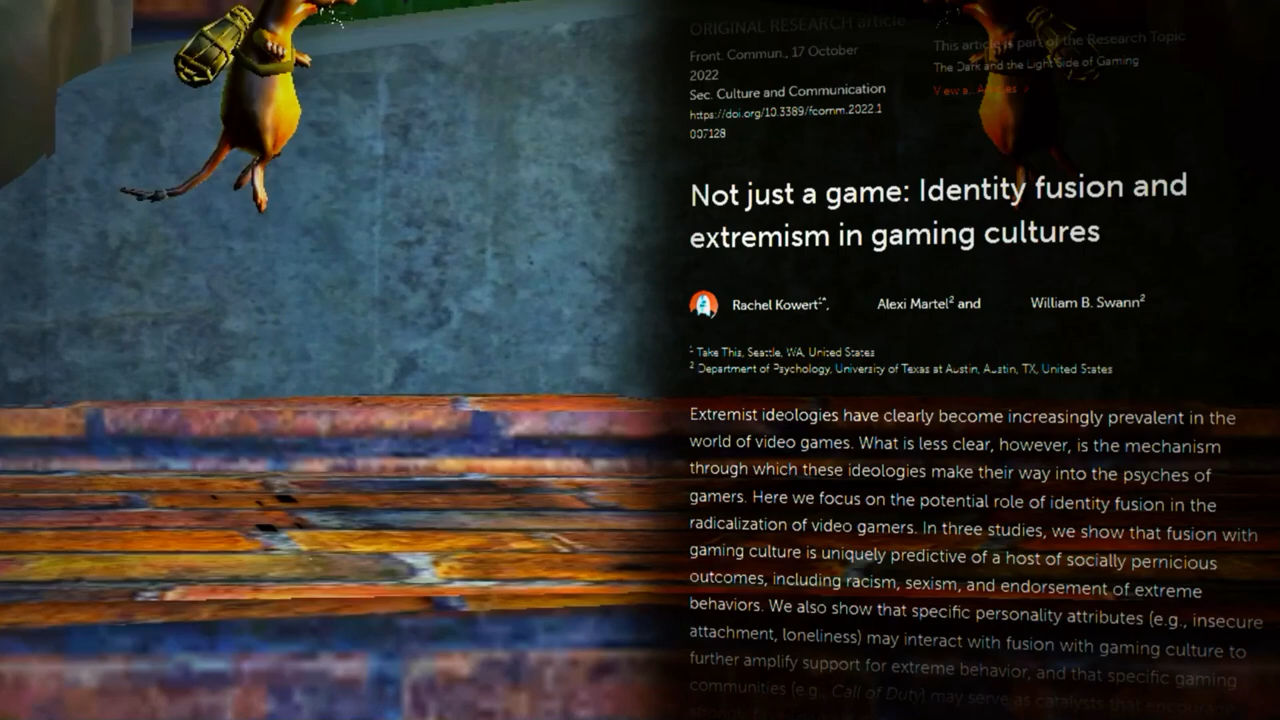 ORIGINAL RESEARCH article
Front. Commun., 17 October
2022
Sec. Culture and Communication
https://doi.org/10.3389/fcomm.2022.1
007128
This article is part of the Research Topic
The Dark and the Light Side of Gaming
Not just a game: Identity fusion and
extremism in gaming cultures
Rachel Kowert¹*, Alexi Martel² and William B. Swann²
¹ Take This, Seattle, WA, United States
² Department of Psychology, University of Texas at Austin, Austin, TX, United States
Extremist ideologies have clearly become increasingly prevalent in the
world of video games. What is less clear, however, is the mechanism
through which these ideologies make their way into the psyches of
gamers. Here we focus on the potential role of identity fusion in the
radicalization of video gamers. In three studies, we show that fusion with
gaming culture is uniquely predictive of a host of socially pernicious
outcomes, including racism, sexism, and endorsement of extreme
behaviors. We also show that specific personality attributes (e.g., insecure
attachment, loneliness) may interact with fusion with gaming culture to
further amplify support for extreme behavior, and that specific gaming
communities (e.g., Call of Duty) may serve as catalysts that encourage